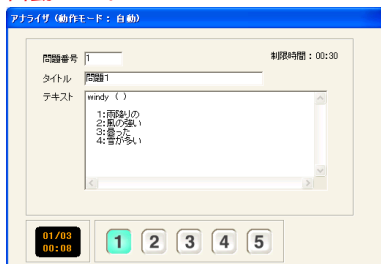 アナライザ (動作モード： 自動)
問題番号 1 制限時間：00:30
タイトル 問題1
テキスト windy ( )
1:雨降りの
2:風の強い
3:曇った
4:雪が多い
01/03
00:08
1 2 3 4 5